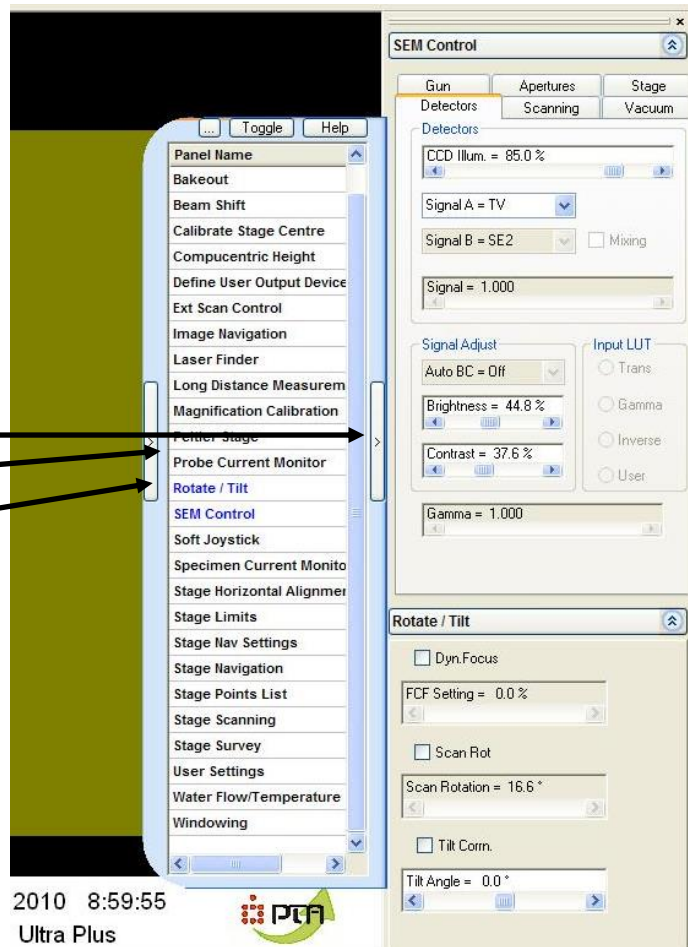 SEM Control
Gun Apertures Stage
Detectors Scanning Vacuum
Detectors
CCD Illum. = 85.0 %
Signal A = TV
Signal B = SE2 Mixing
Signal = 1.000
Signal Adjust
Auto BC = Off
Brightness = 44.8 %
Contrast = 37.6 %
Input LUT
Trans
Gamma
Inverse
User
Gamma = 1.000
... Toggle Help
Panel Name
Bakeout
Beam Shift
Calibrate Stage Centre
Compucentric Height
Define User Output Device
Ext Scan Control
Image Navigation
Laser Finder
Long Distance Measurem
Magnification Calibration
Peltier Stage
Probe Current Monitor
Rotate / Tilt
SEM Control
Soft Joystick
Specimen Current Monito
Stage Horizontal Alignmer
Stage Limits
Stage Nav Settings
Stage Navigation
Stage Points List
Stage Scanning
Stage Survey
User Settings
Water Flow/Temperature
Windowing
Rotate / Tilt
Dyn.Focus
FCF Setting = 0.0 %
Scan Rot
Scan Rotation = 16.6 °
Tilt Corrn.
Tilt Angle = 0.0 °
2010 8:59:55
Ultra Plus
PTA